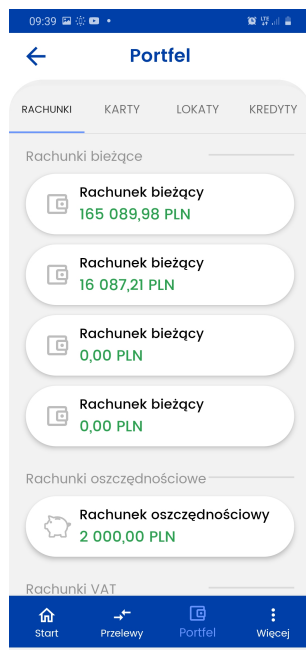 09:39
Portfel
RACHUNKI KARTY LOKATY KREDYTY
Rachunki bieżące
Rachunek bieżący
165 089,98 PLN
Rachunek bieżący
16 087,21 PLN
Rachunek bieżący
0,00 PLN
Rachunek bieżący
0,00 PLN
Rachunki oszczędnościowe
Rachunek oszczędnościowy
2 000,00 PLN
Rachunki VAT
Start Przelewy Portfel Więcej